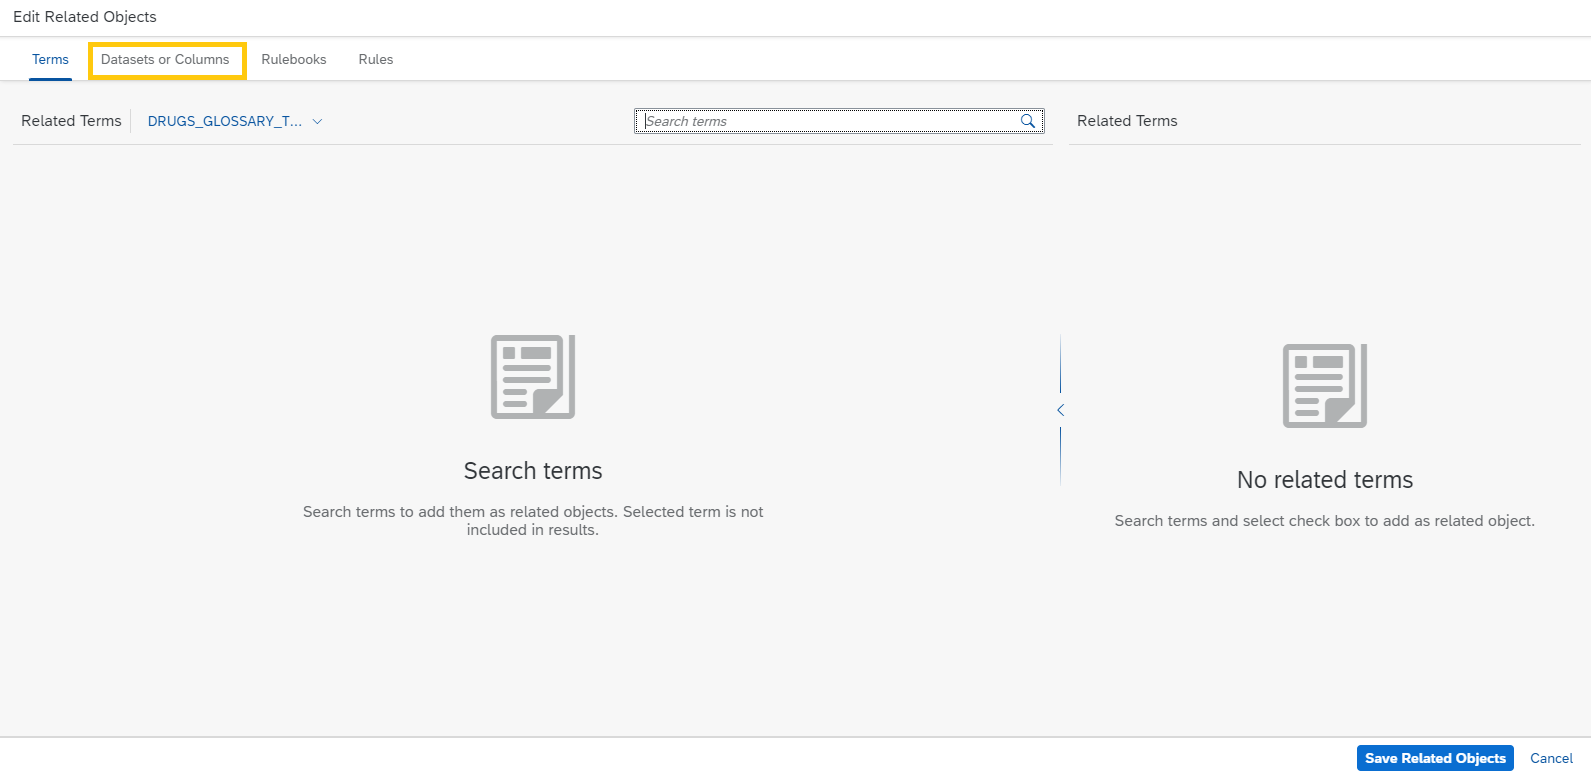 Edit Related Objects
Terms
Datasets or Columns
Rulebooks
Rules
Related Terms
DRUGS_GLOSSARY_T...
Search terms
Related Terms
Search terms
Search terms to add them as related objects. Selected term is not
included in results.
No related terms
Search terms and select check box to add as related object.
Save Related Objects
Cancel